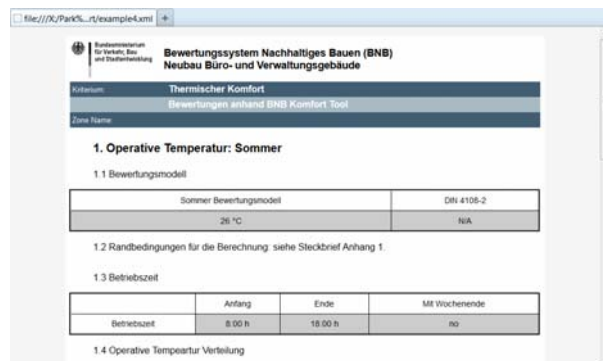 file:///X:/Park%...rt/example4.xml
Bundesministerium
für Verkehr, Bau
und Stadtentwicklung
Bewertungssystem Nachhaltiges Bauen (BNB)
Neubau Büro- und Verwaltungsgebäude
Kriterium: Thermischer Komfort
Bewertungen anhand BNB Komfort Tool
Zone Name:
1. Operative Temperatur: Sommer
1.1 Bewertungsmodell
Sommer Bewertungsmodell DIN 4108-2
26 °C N/A
1.2 Randbedingungen für die Berechnung: siehe Steckbrief Anhang 1.
1.3 Betriebszeit
Anfang Ende Mit Wochenende
Betriebszeit 8:00 h 18:00 h no
1.4 Operative Tempeartur Verteilung